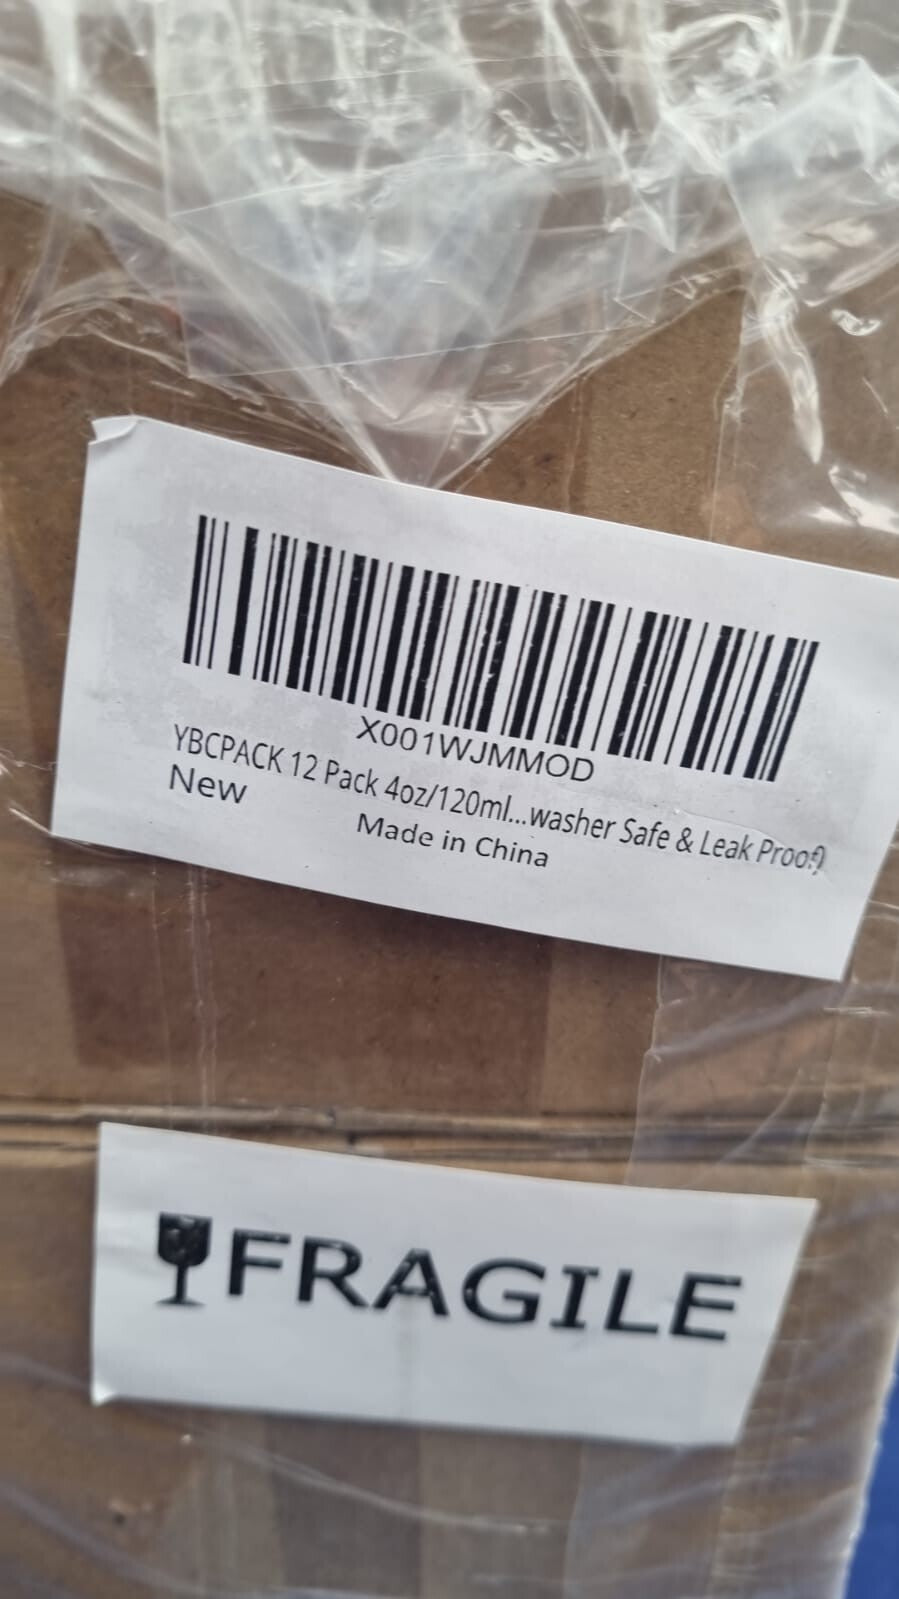 X001WJMMOD
YBCPACK 12 Pack 4oz/120ml...washer Safe & Leak Proof)
New
Made in China
FRAGILE